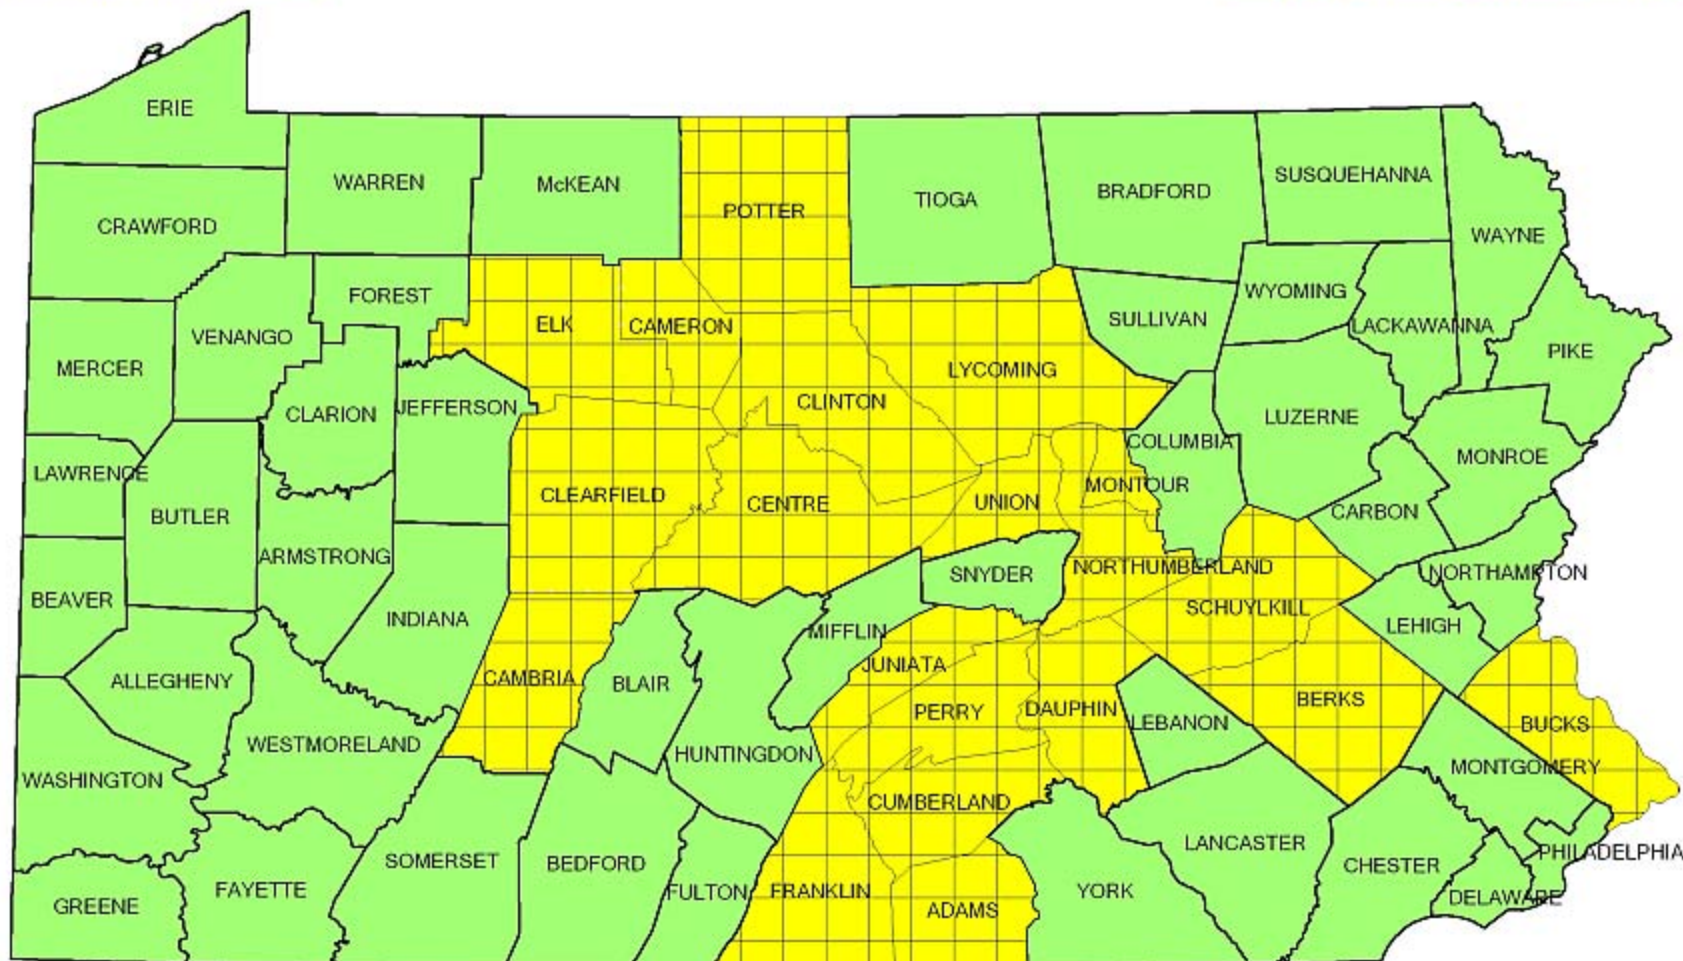 ERIE
WARREN
McKEAN
POTTER
TIOGA
BRADFORD
SUSQUEHANNA
WAYNE
CRAWFORD
FOREST
ELK
CAMERON
SULLIVAN
WYOMING
LACKAWANNA
PIKE
VENANGO
MERCER
LYCOMING
CLARION
JEFFERSON
CLINTON
LUZERNE
COLUMBIA
MONROE
LAWRENCE
BUTLER
CLEARFIELD
CENTRE
UNION
MONTOUR
CARBON
ARMSTRONG
BEAVER
INDIANA
SNYDER
NORTHUMBERLAND
NORTHAMPTON
SCHUYLKILL
LEHIGH
MIFFLIN
JUNIATA
ALLEGHENY
CAMBRIA
BLAIR
PERRY
DAUPHIN
LEBANON
BERKS
BUCKS
WESTMORELAND
HUNTINGDON
WASHINGTON
MONTGOMERY
CUMBERLAND
SOMERSET
BEDFORD
LANCASTER
CHESTER
PHILADELPHIA
GREENE
FAYETTE
FULTON
FRANKLIN
ADAMS
YORK
DELAWARE